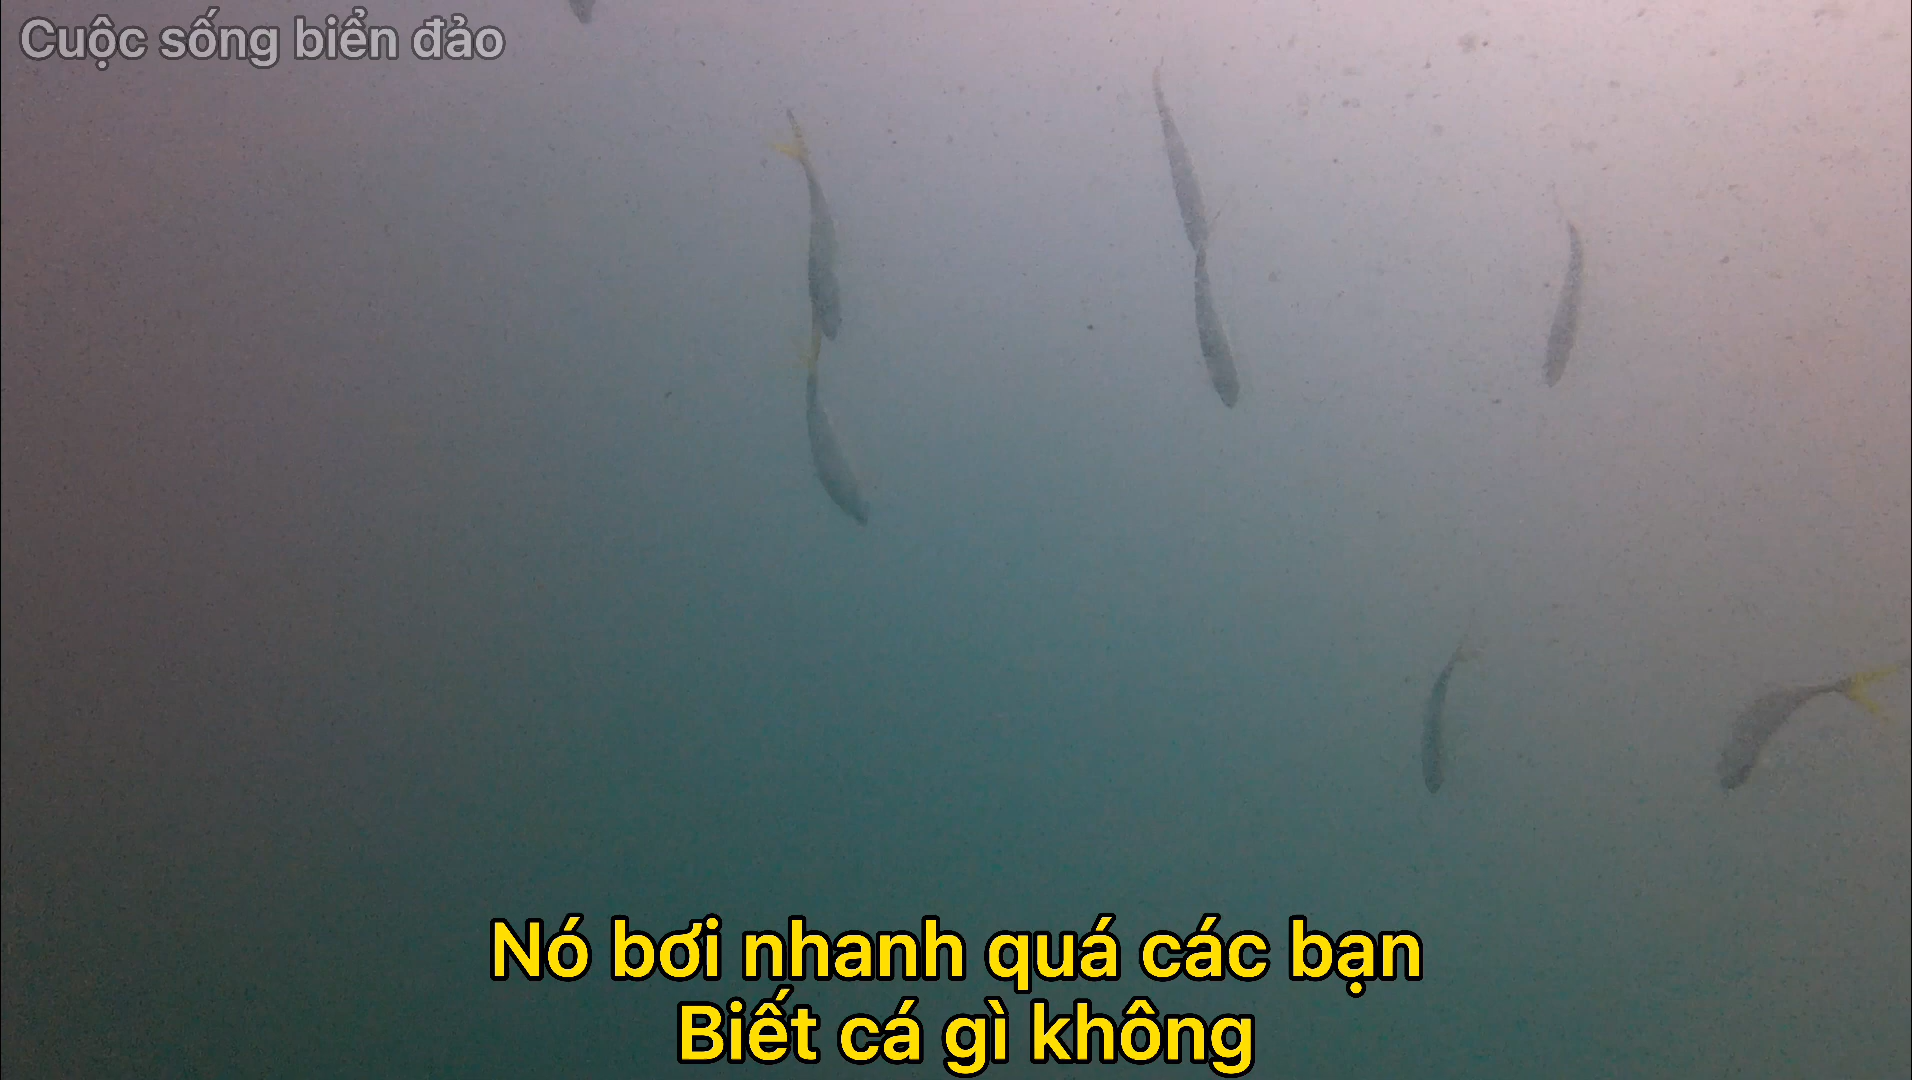 Cuộc sống biển đảo
Nó bơi nhanh quá các bạn
Biết cá gì không